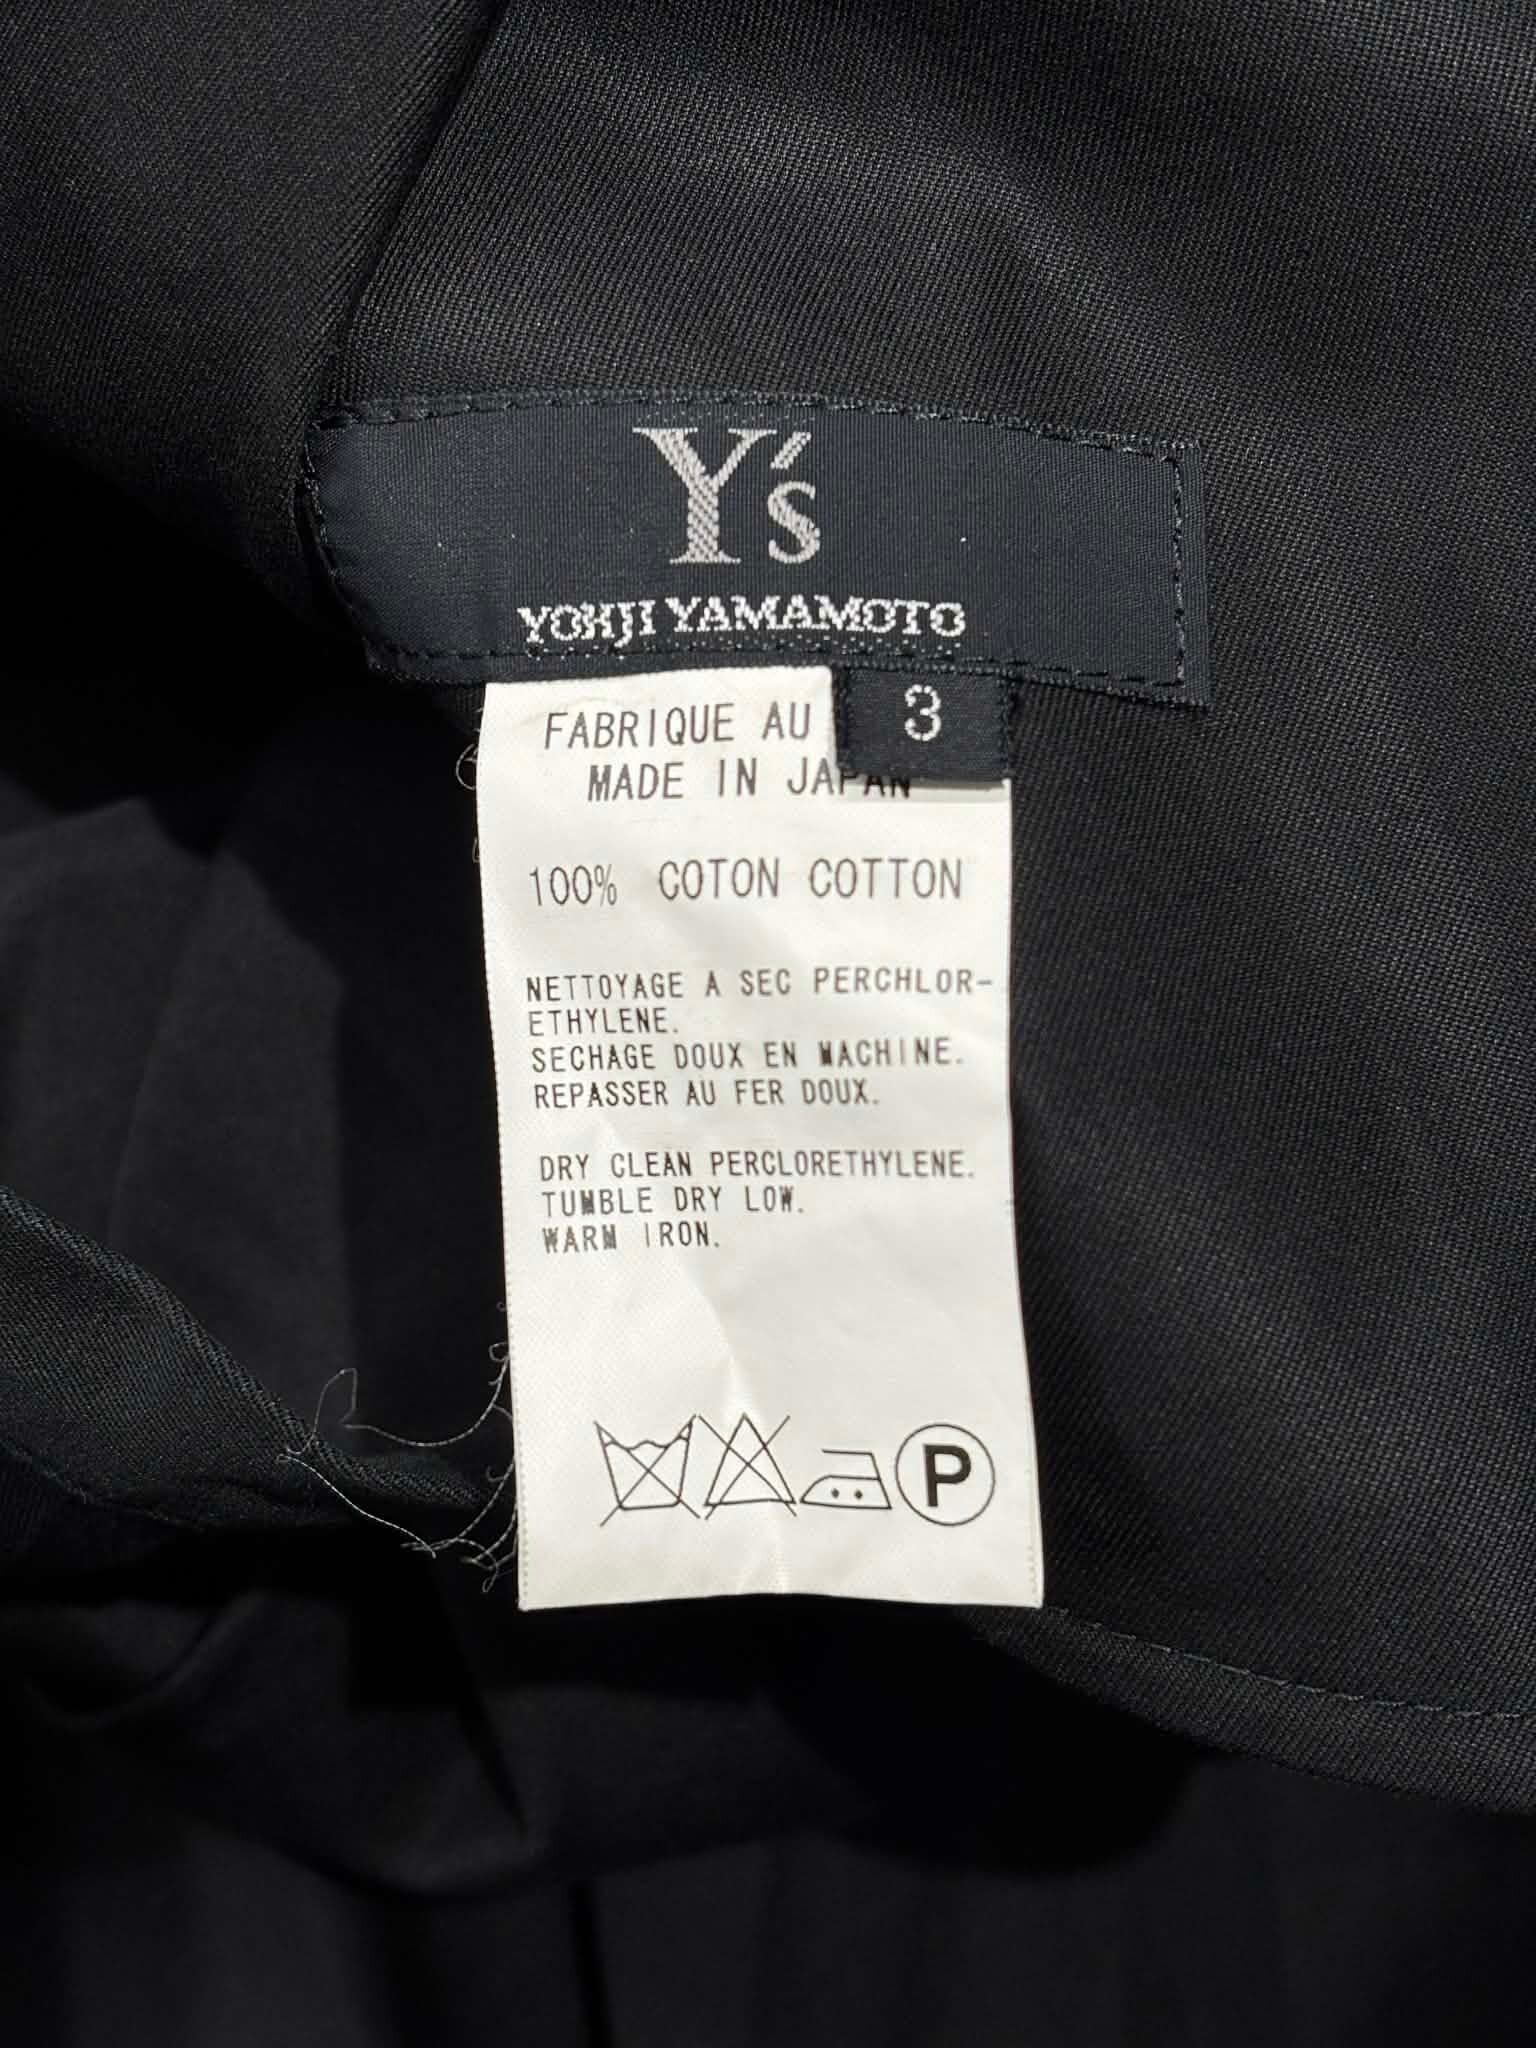 Y's
YOHJI YAMAMOTO
3
FABRIQUE AU
MADE IN JAPAN
100% COTON COTTON
NETTOYAGE A SEC PERCHLOR-
ETHYLENE.
SECHAGE DOUX EN MACHINE.
REPASSER AU FER DOUX.
DRY CLEAN PERCLORETHYLENE.
TUMBLE DRY LOW.
WARM IRON.
P